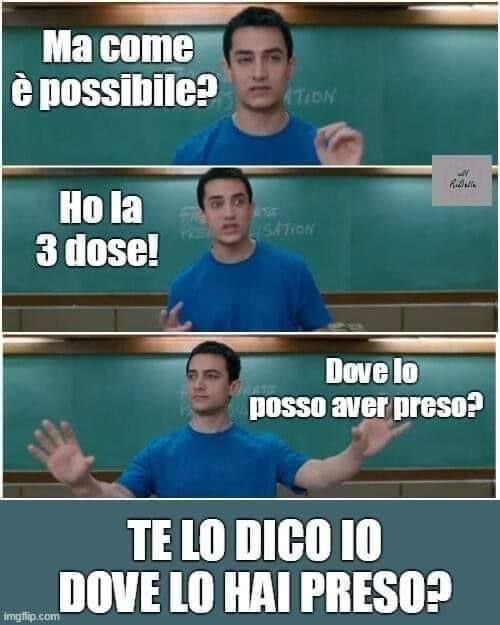 Ma come
è possibile?
Ho la
3 dose!
Dove lo
posso aver preso?
TE LO DICO IO
DOVE LO HAI PRESO?
imgflip.com